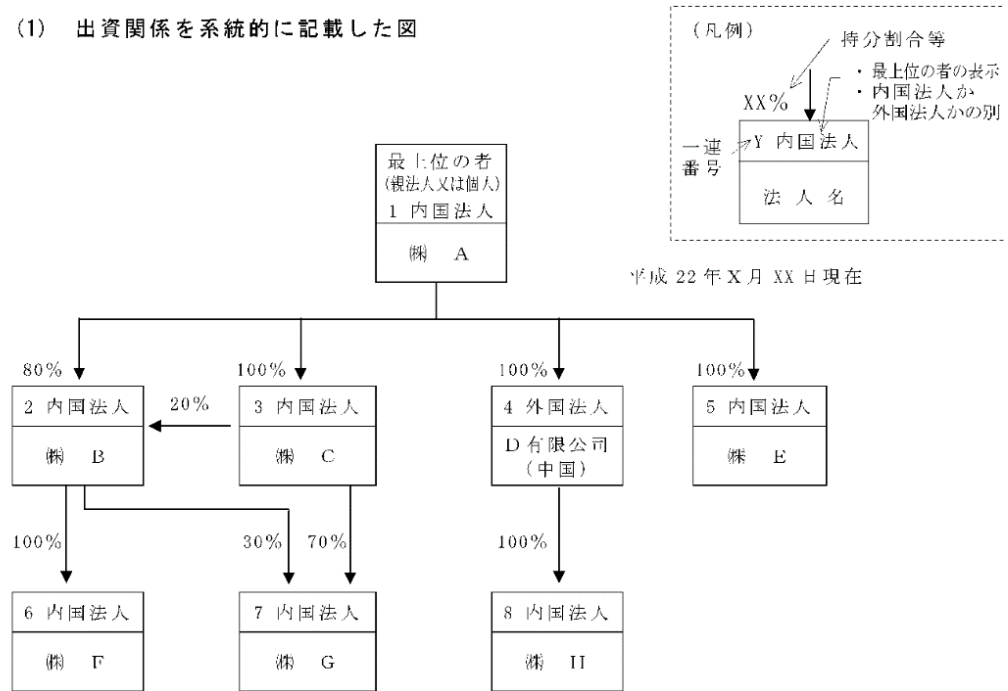 (1) 出資関係を系統的に記載した図
(凡例)
持分割合等
・最上位の者の表示
・内国法人か
外国法人かの別
XX%
一連
番号
Y 内国法人
法 人 名
最上位の者
(親法人又は個人)
1 内国法人
㈱ A
平成 22 年 X 月 XX 日現在
80%
100%
100%
100%
2 内国法人
20%
3 内国法人
4 外国法人
5 内国法人
㈱ B
㈱ C
D 有限公司
(中国)
㈱ E
100%
30%
70%
100%
6 内国法人
7 内国法人
8 内国法人
㈱ F
㈱ G
㈱ H